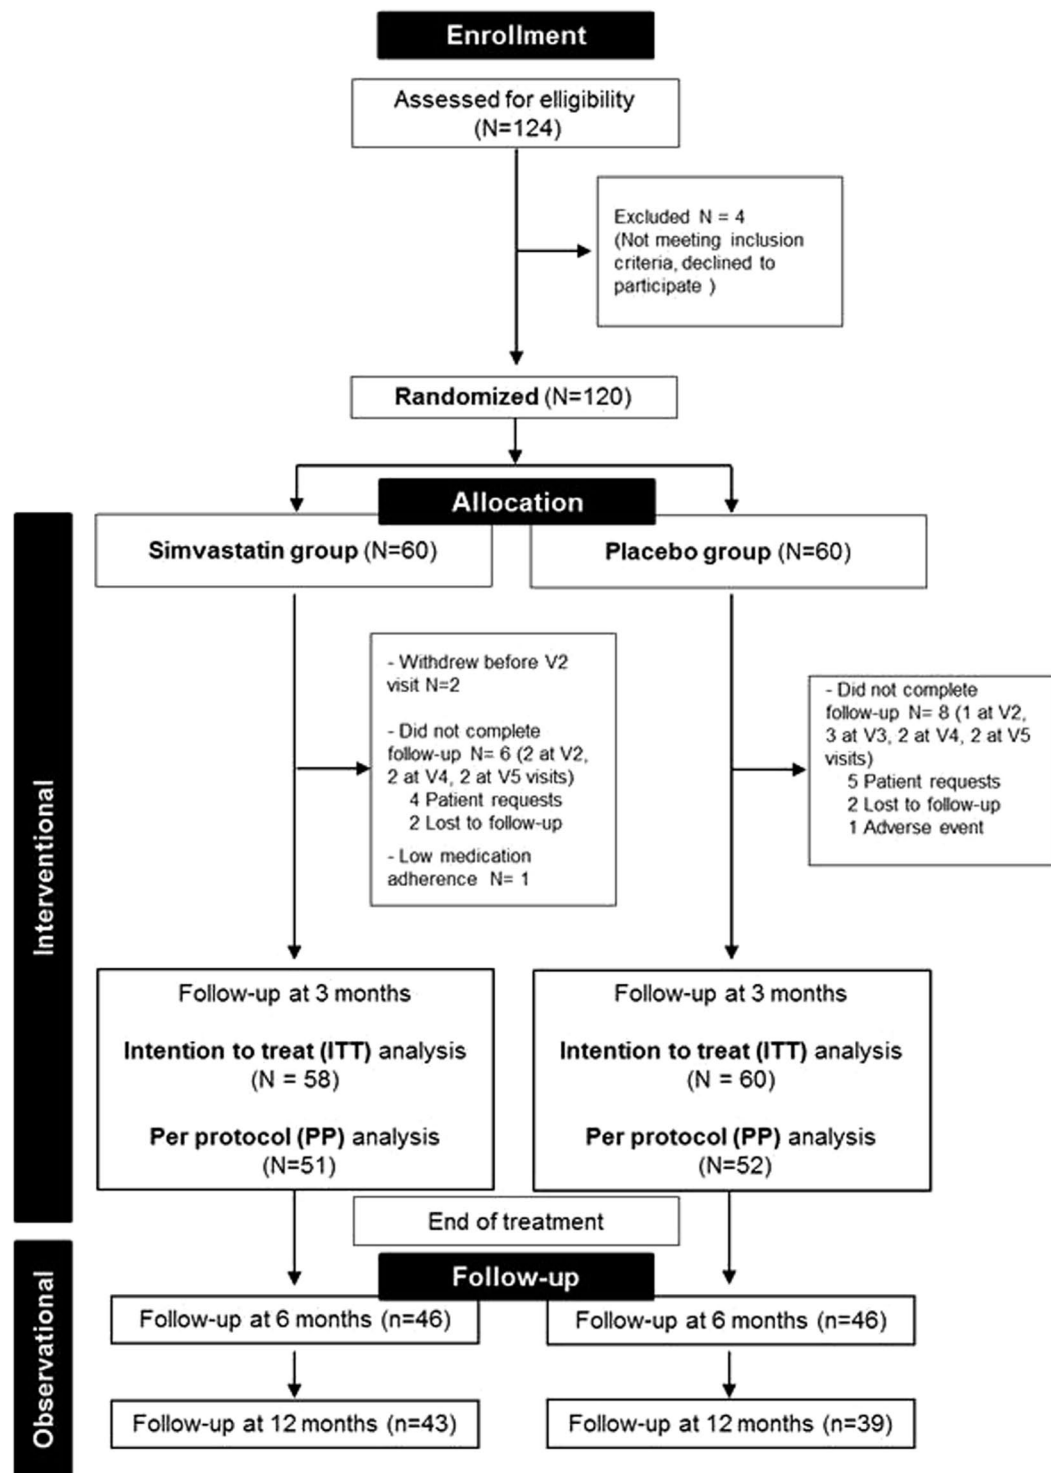 Enrollment
Assessed for elligibility
(N=124)
Excluded N = 4
(Not meeting inclusion
criteria, declined to
participate )
Randomized (N=120)
Allocation
Simvastatin group (N=60)
Placebo group (N=60)
Interventional
- Withdrew before V2
visit N=2
- Did not complete
follow-up N= 6 (2 at V2,
2 at V4, 2 at V5 visits)
4 Patient requests
2 Lost to follow-up
- Low medication
adherence N= 1
- Did not complete
follow-up N= 8 (1 at V2,
3 at V3, 2 at V4, 2 at V5
visits)
5 Patient requests
2 Lost to follow-up
1 Adverse event
Follow-up at 3 months
Intention to treat (ITT) analysis
(N = 58)
Per protocol (PP) analysis
(N=51)
Follow-up at 3 months
Intention to treat (ITT) analysis
(N = 60)
Per protocol (PP) analysis
(N=52)
End of treatment
Observational
Follow-up
Follow-up at 6 months (n=46)
Follow-up at 6 months (n=46)
Follow-up at 12 months (n=43)
Follow-up at 12 months (n=39)